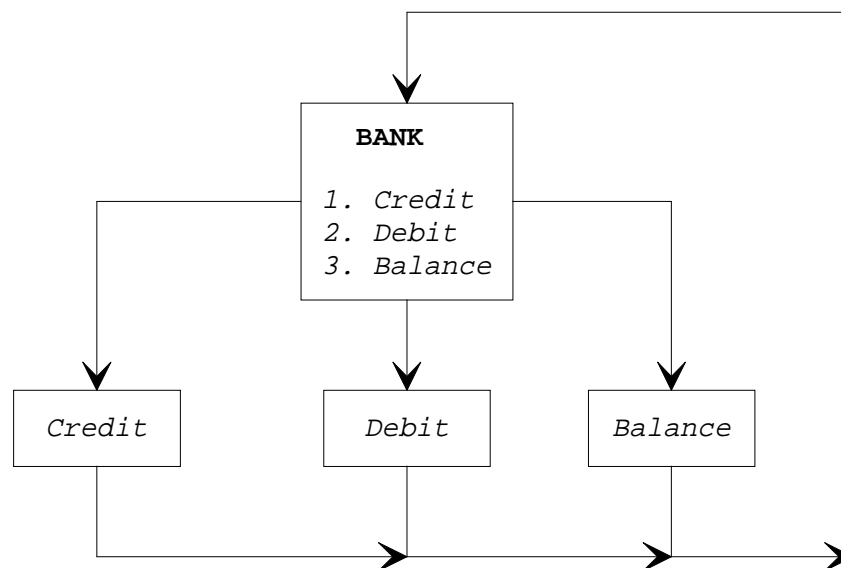 BANK
1. Credit
2. Debit
3. Balance
Credit
Debit
Balance